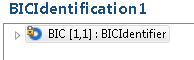 BICIdentification1
BIC [1,1] : BICIdentifier